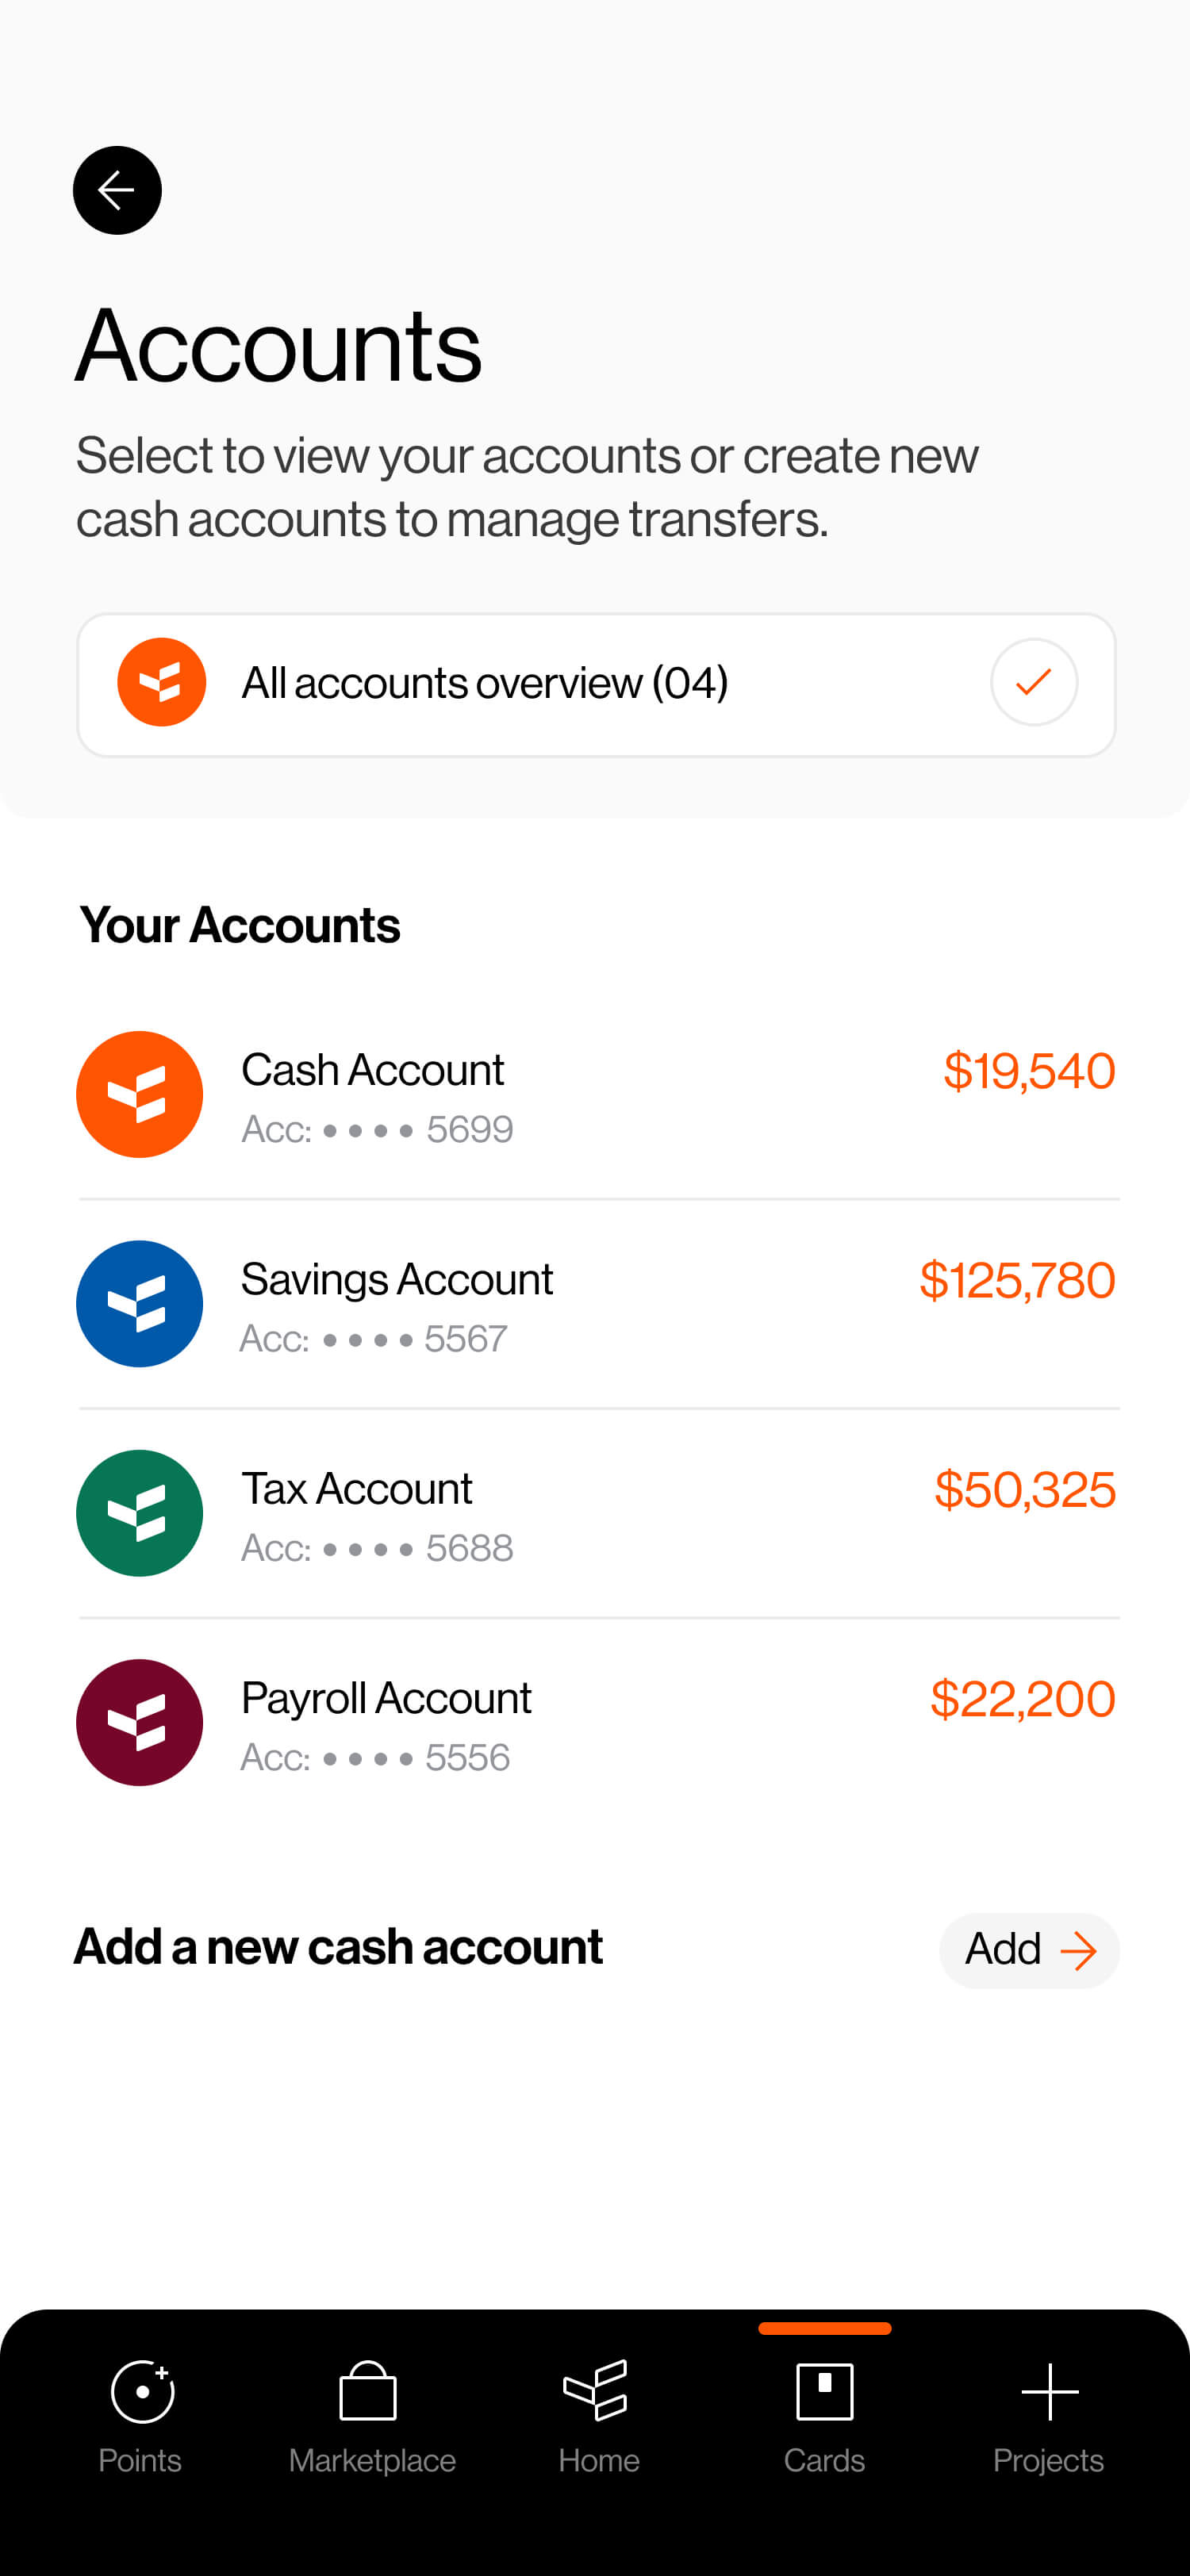 Accounts
Select to view your accounts or create new
cash accounts to manage transfers.
All accounts overview (04)
Your Accounts
Cash Account
$19,540
Acc: • • • • 5699
Savings Account
$125,780
Acc: • • • • 5567
Tax Account
$50,325
Acc: • • • • 5688
Payroll Account
$22,200
Acc: • • • • 5556
Add a new cash account
Add
Points
Marketplace
Home
Cards
Projects